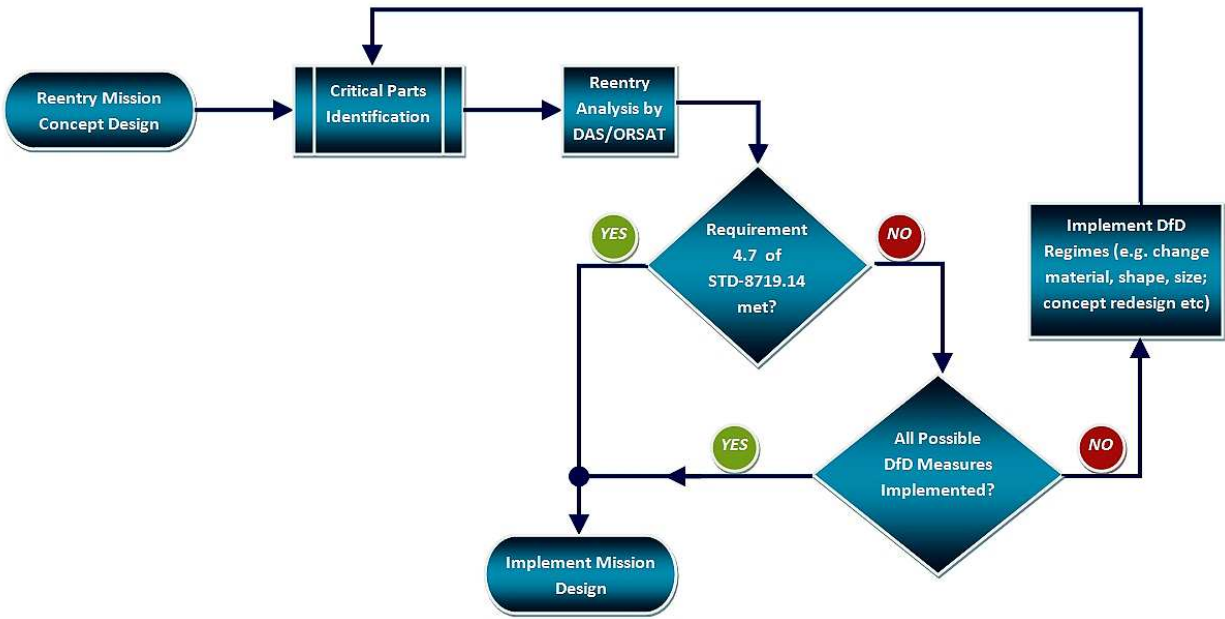 Reentry Mission
Concept Design
Critical Parts
Identification
Reentry
Analysis by
DAS/ORSAT
YES
Requirement
4.7 of
STD-8719.14
met?
NO
Implement DfD
Regimes (e.g. change
material, shape, size;
concept redesign etc)
YES
All Possible
DfD Measures
Implemented?
NO
Implement Mission
Design